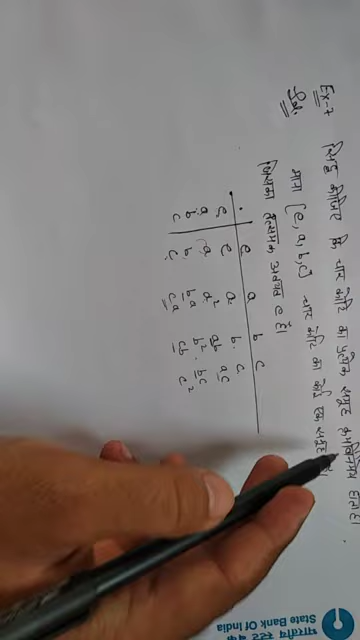 Ex-7 सिद्ध कीजिए कि चार कोटि का प्रत्येक समूह क्रमविनिमेय होता है।
हल: माना {e, a, b, c} चार कोटि का कोई एक समूह है।
जिसका तत्समक अवयव e है।
. e a b c
e e a b. c
a a a² ab ac
b b ba b² bc
c c ca cb c²
भारतीय स्टेट बैंक
State Bank Of India